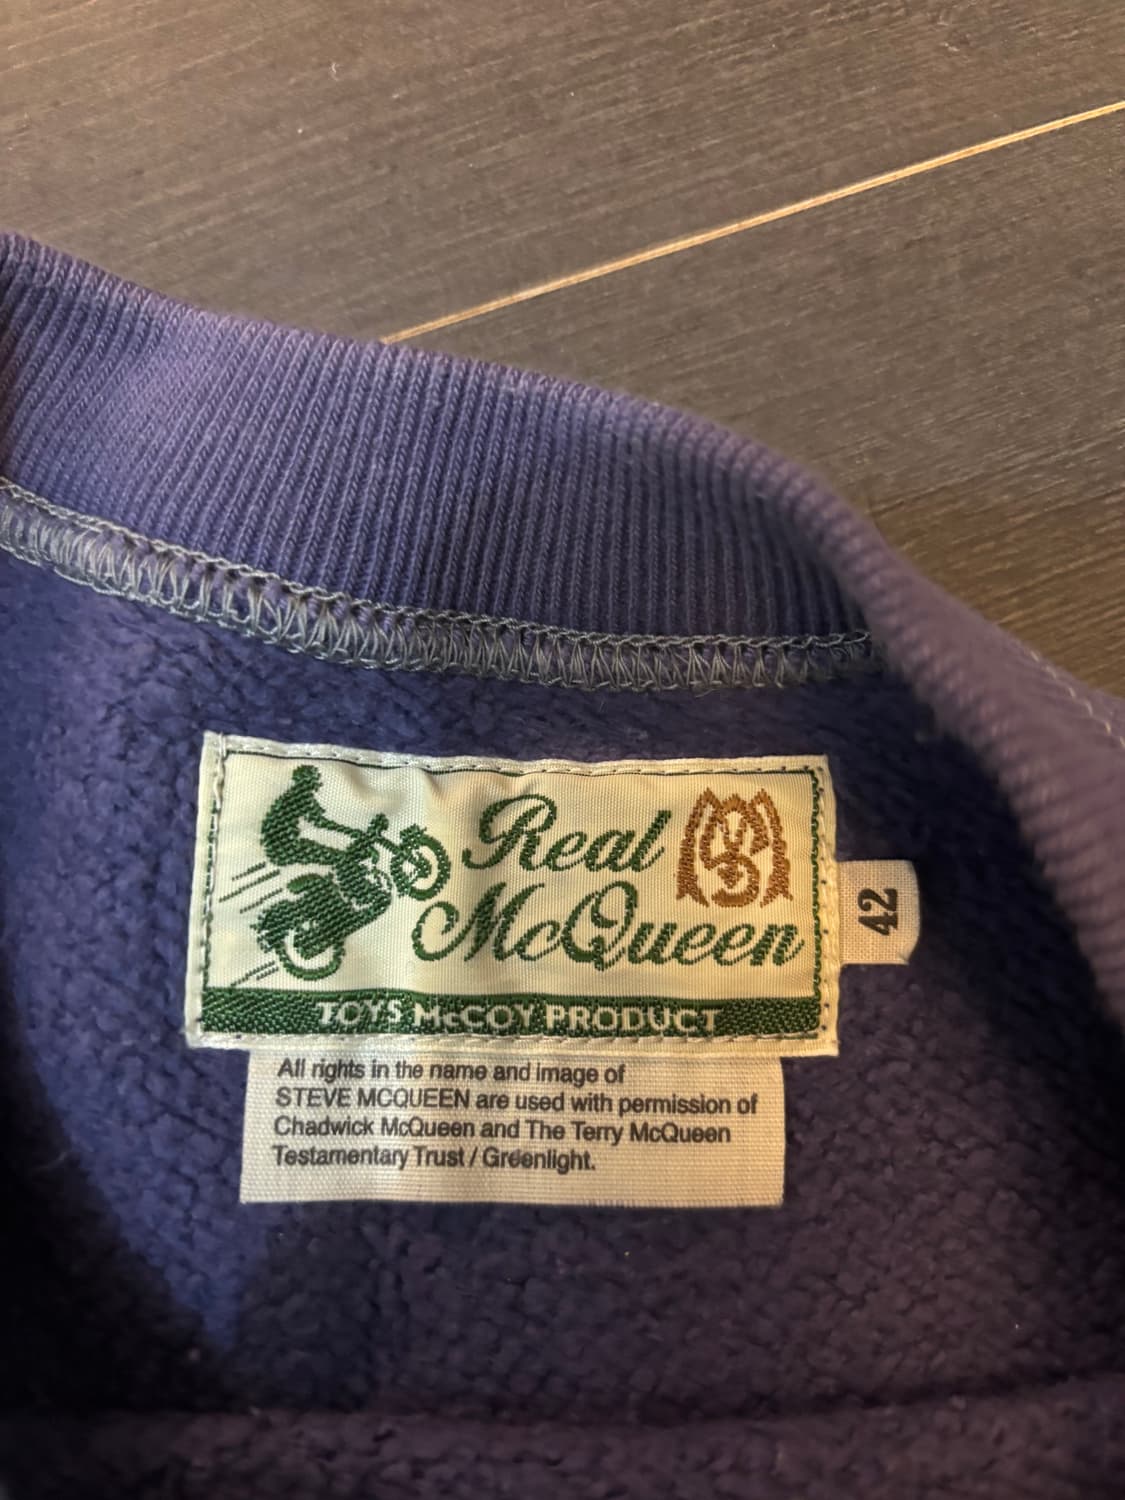 Real
McQueen
TOYS McCOY PRODUCT
42
All rights in the name and image of
STEVE MCQUEEN are used with permission of
Chadwick McQueen and The Terry McQueen
Testamentary Trust / Greenlight.